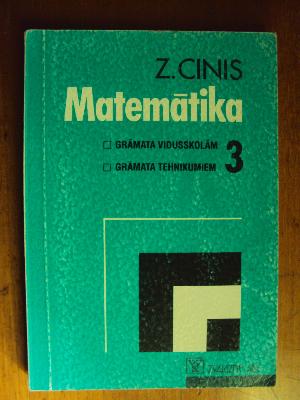 Z.CINIS
Matemātika
GRĀMATA VIDUSSKOLĀM
GRĀMATA TEHNIKUMIEM
3